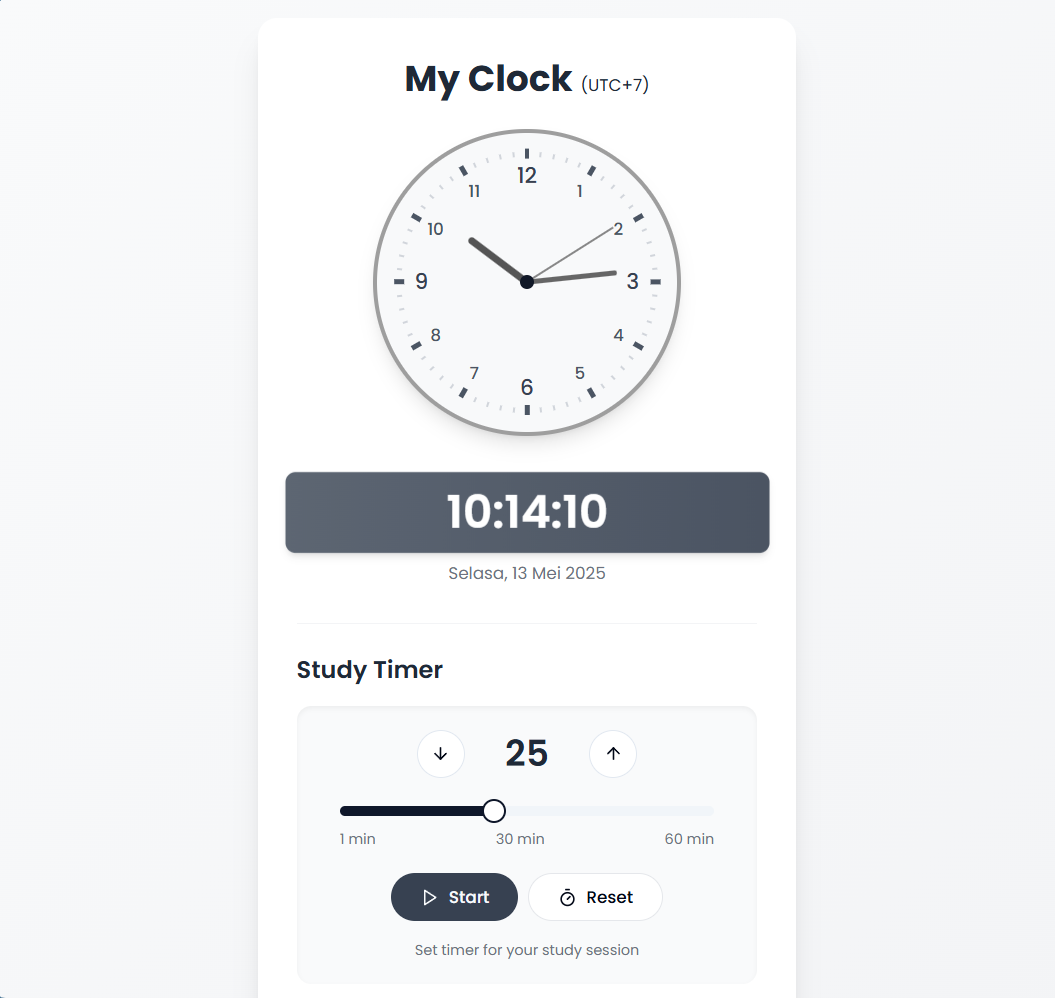 My Clock (UTC+7)
12
11 1
10 2
9 3
8 4
7 5
6
10:14:10
Selasa, 13 Mei 2025
Study Timer
25
1 min 30 min 60 min
Start Reset
Set timer for your study session